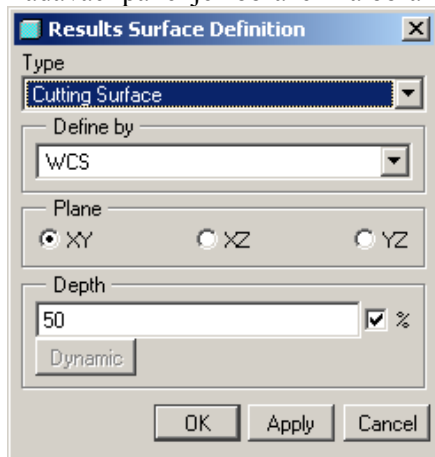 Results Surface Definition
Type
Cutting Surface
Define by
WCS
Plane
XY XZ YZ
Depth
50 %
Dynamic
OK Apply Cancel